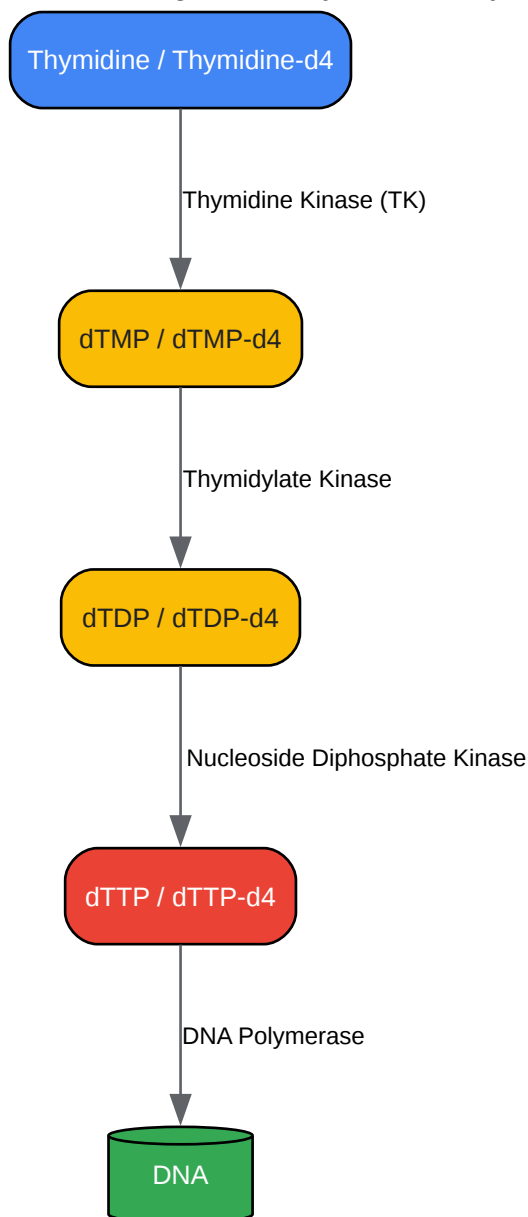 Thymidine / Thymidine-d4
Thymidine Kinase (TK)
dTMP / dTMP-d4
Thymidylate Kinase
dTDP / dTDP-d4
Nucleoside Diphosphate Kinase
dTTP / dTTP-d4
DNA Polymerase
DNA